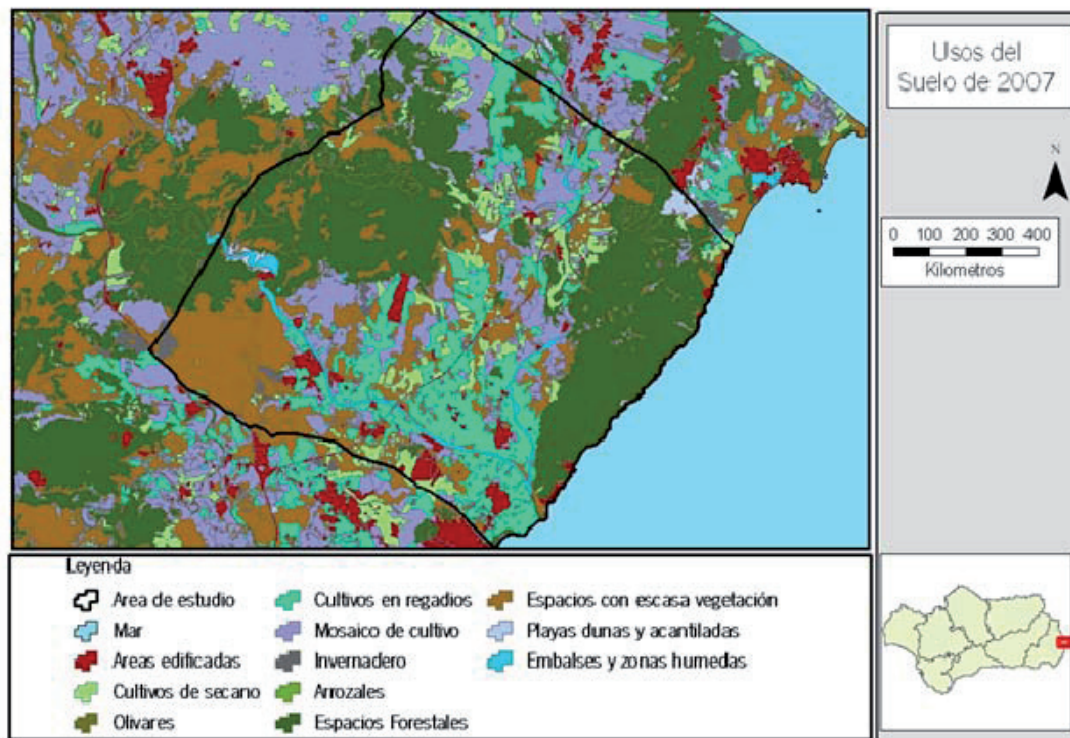 Usos del
Suelo de 2007
N
0 100 200 300 400
Kilometros
Leyenda
Area de estudio
Mar
Areas edificadas
Cultivos de secano
Olivares
Cultivos en regadios
Mosaico de cultivo
Invernadero
Arrozales
Espacios Forestales
Espacios con escasa vegetación
Playas dunas y acantiladas
Embalses y zonas humedas